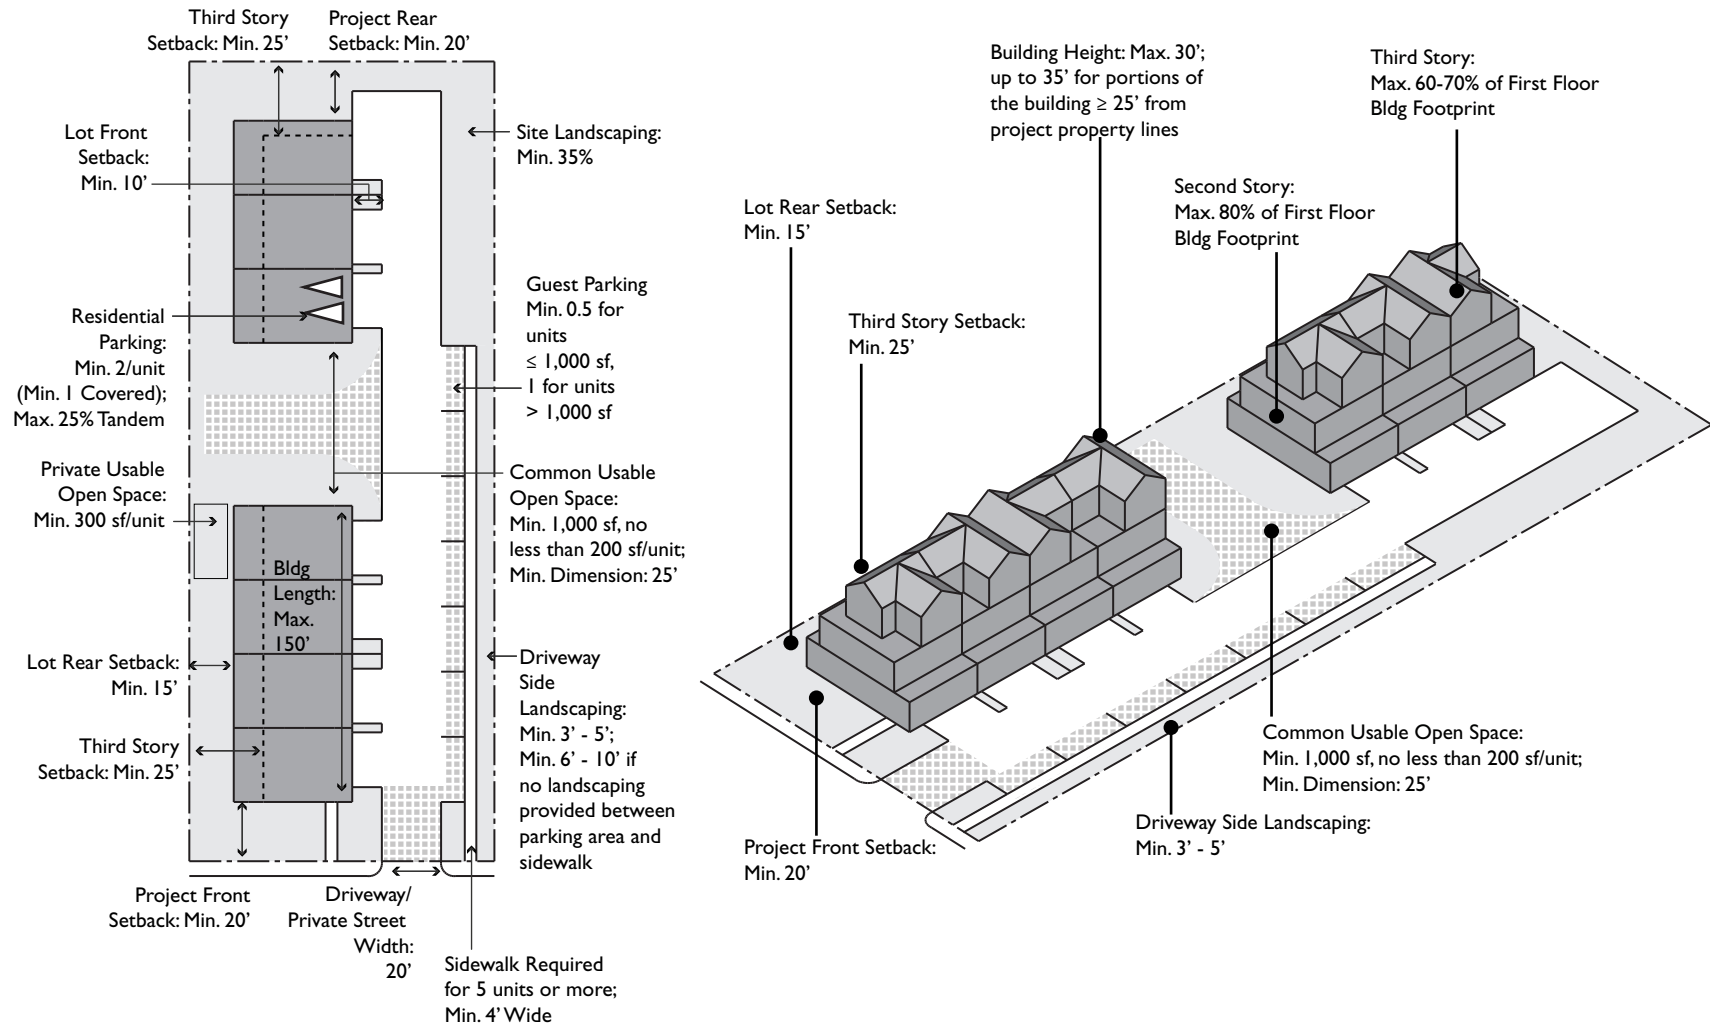 Third Story
Setback: Min. 25’
Project Rear
Setback: Min. 20’
Lot Front
Setback:
Min. 10’
Site Landscaping:
Min. 35%
Guest Parking
Min. 0.5 for
units
≤ 1,000 sf,
1 for units
> 1,000 sf
Residential
Parking:
Min. 2/unit
(Min. 1 Covered);
Max. 25% Tandem
Private Usable
Open Space:
Min. 300 sf/unit
Common Usable
Open Space:
Min. 1,000 sf, no
less than 200 sf/unit;
Min. Dimension: 25’
Bldg
Length:
Max.
150’
Lot Rear Setback:
Min. 15’
Driveway
Side
Landscaping:
Min. 3' - 5';
Min. 6' - 10' if
no landscaping
provided between
parking area and
sidewalk
Third Story
Setback: Min. 25’
Project Front
Setback: Min. 20’
Driveway/
Private Street
Width:
20’
Sidewalk Required
for 5 units or more;
Min. 4’ Wide
Building Height: Max. 30’;
up to 35’ for portions of
the building ≥ 25’ from
project property lines
Third Story:
Max. 60-70% of First Floor
Bldg Footprint
Second Story:
Max. 80% of First Floor
Bldg Footprint
Lot Rear Setback:
Min. 15’
Third Story Setback:
Min. 25’
Common Usable Open Space:
Min. 1,000 sf, no less than 200 sf/unit;
Min. Dimension: 25’
Driveway Side Landscaping:
Min. 3’ - 5’
Project Front Setback:
Min. 20’